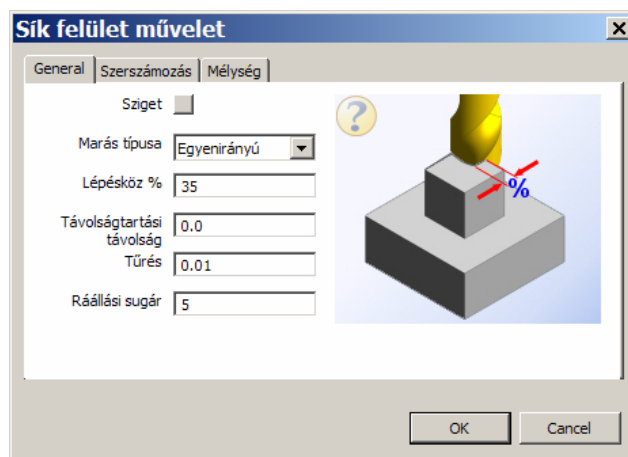 Sík felület művelet
General Szerszámozás Mélység
Sziget
Marás típusa Egyenirányú
Lépésköz % 35
Távolságtartási távolság 0.0
Tűrés 0.01
Ráállási sugár 5
?
%
OK Cancel